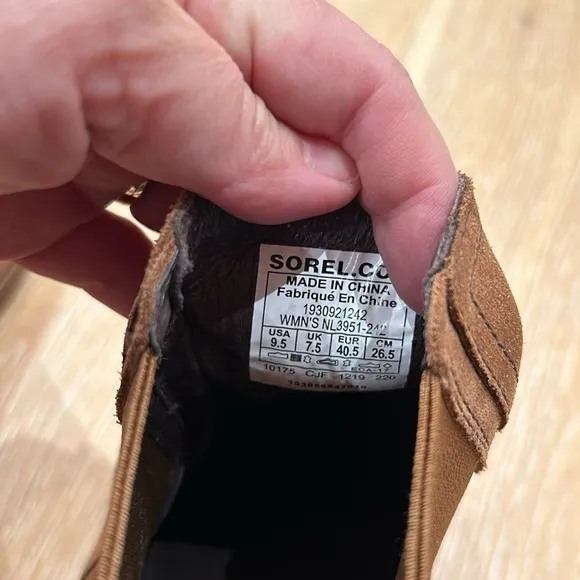 SOREL.CO
MADE IN CHINA
Fabriqué En Chine
1930921242
WMN'S NL3951-242
USA UK EUR CM
9.5 7.5 40.5 26.5
10175 CJF 1219 220